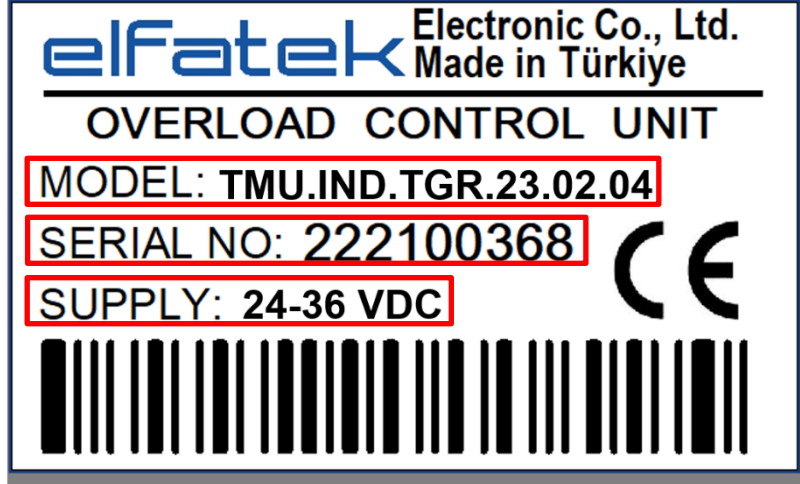 elfatek Electronic Co., Ltd.
Made in Türkiye
OVERLOAD CONTROL UNIT
MODEL: TMU.IND.TGR.23.02.04
SERIAL NO: 222100368
SUPPLY: 24-36 VDC
CE